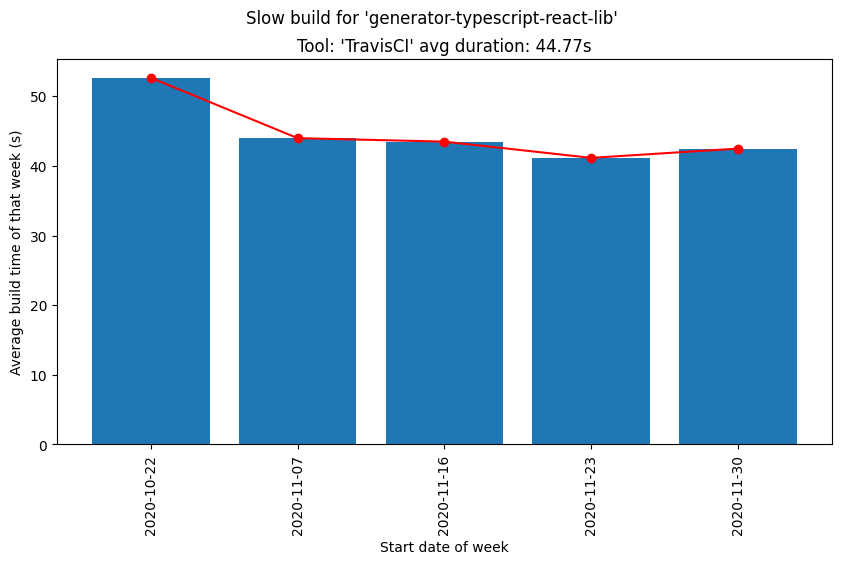 Slow build for 'generator-typescript-react-lib'
Tool: 'TravisCI' avg duration: 44.77s
Average build time of that week (s)
50
40
30
20
10
0
2020-10-22
2020-11-07
2020-11-16
2020-11-23
2020-11-30
Start date of week